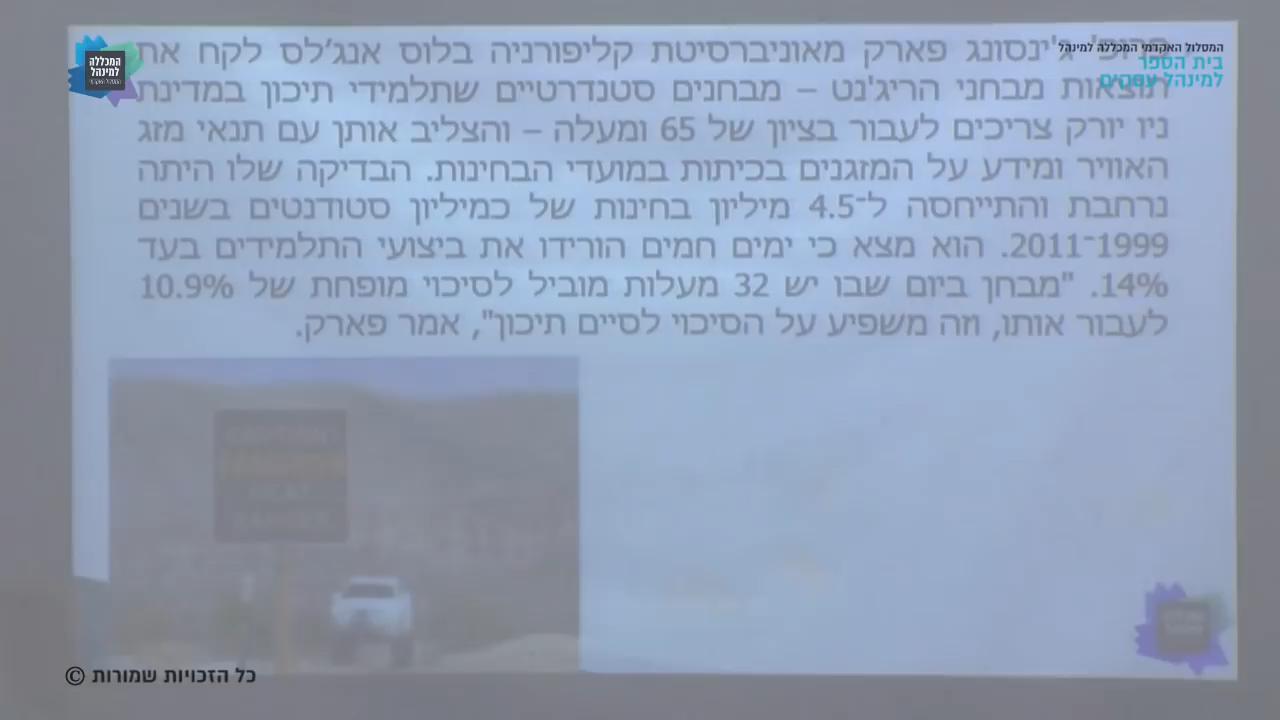 המסלול האקדמי המכללה למינהל
בית הספר
למינהל עסקים
המכללה
למינהל
המסלול האקדמי
פרופ' ג'ינסונג פארק מאוניברסיטת קליפורניה בלוס אנג'לס לקח את
תוצאות מבחני הריג'נט – מבחנים סטנדרטיים שתלמידי תיכון במדינת
ניו יורק צריכים לעבור בציון של 65 ומעלה – והצליב אותן עם תנאי מזג
האוויר ומידע על המזגנים בכיתות במועדי הבחינות. הבדיקה שלו היתה
נרחבת והתייחסה ל־4.5 מיליון בחינות של כמיליון סטודנטים בשנים
1999־2011. הוא מצא כי ימים חמים הורידו את ביצועי התלמידים בעד
14%. "מבחן ביום שבו יש 32 מעלות מוביל לסיכוי מופחת של 10.9%
לעבור אותו, וזה משפיע על הסיכוי לסיים תיכון", אמר פארק.
כל הזכויות שמורות ©